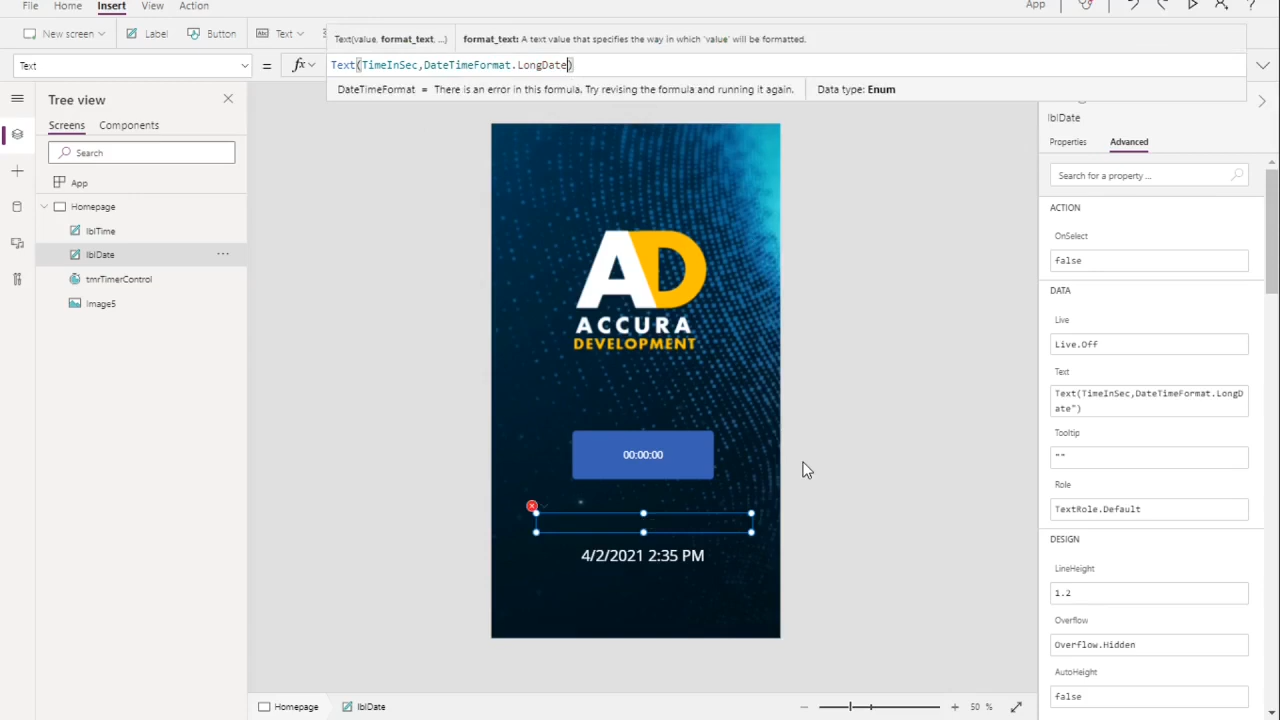 File Home Insert View Action App
New screen Label Button Text
Text(value, format_text, ...) format_text: A text value that specifies the way in which 'value' will be formatted.
Text = fx Text(TimeInSec,DateTimeFormat.LongDate)
DateTimeFormat = There is an error in this formula. Try revising the formula and running it again. Data type: Enum
Tree view
Screens Components
Search
App
Homepage
lblTime
lblDate
tmrTimerControl
Image5
AD
ACCURA
DEVELOPMENT
00:00:00
4/2/2021 2:35 PM
lblDate
Properties Advanced
Search for a property ...
ACTION
OnSelect
false
DATA
Live
Live.Off
Text
Text(TimeInSec,DateTimeFormat.LongD
ate")
Tooltip
""
Role
TextRole.Default
DESIGN
LineHeight
1.2
Overflow
Overflow.Hidden
AutoHeight
false
Homepage lblDate 50 %